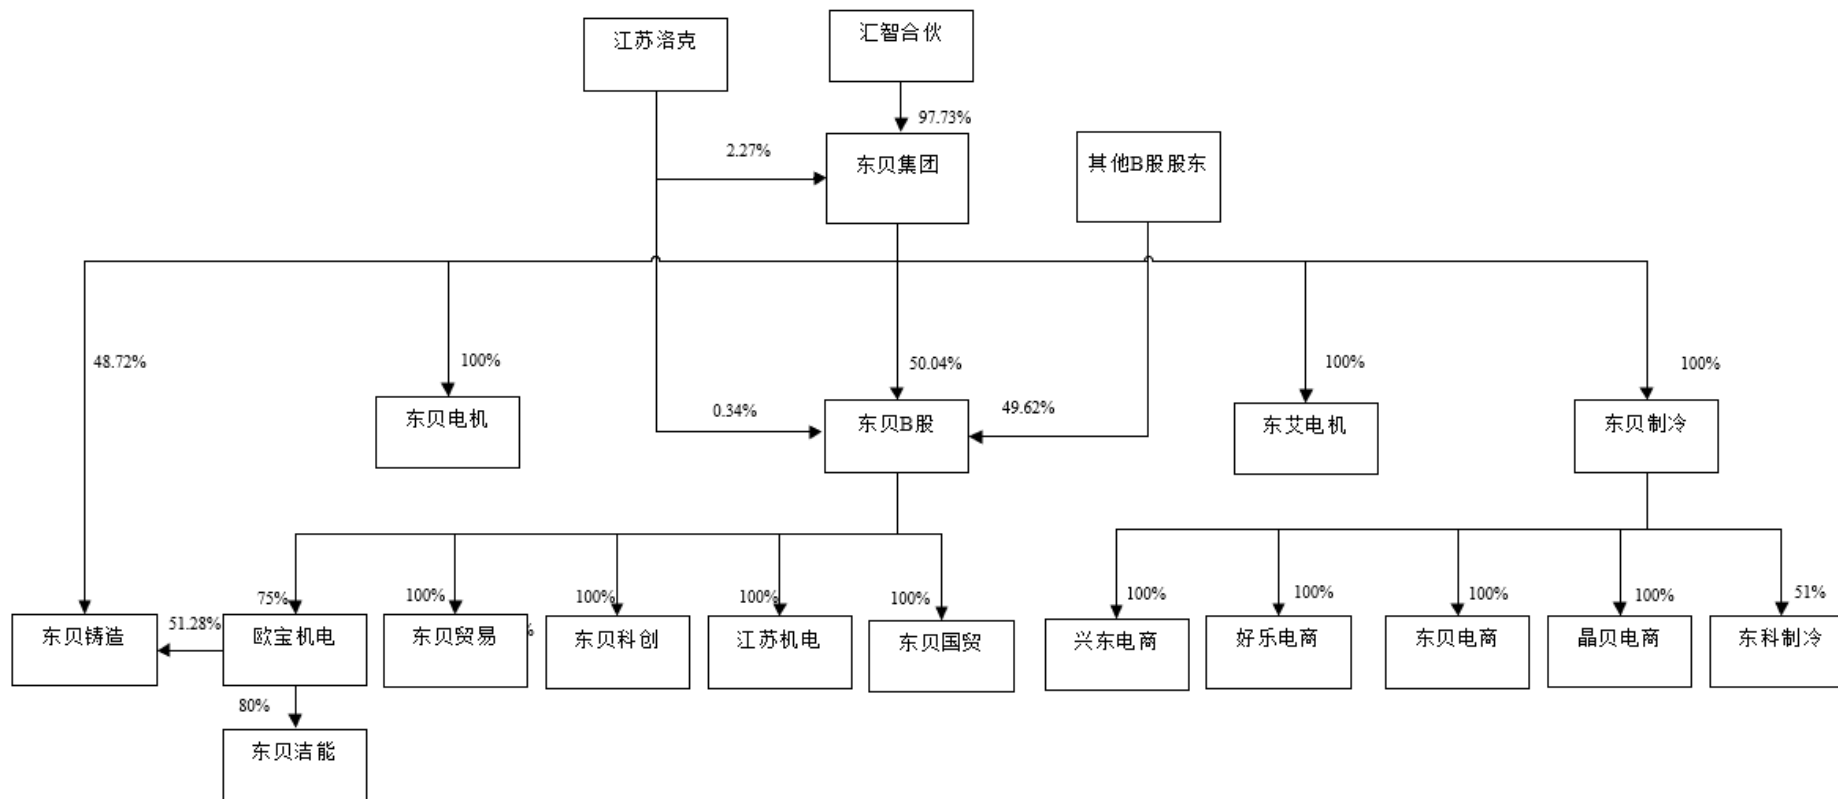 江苏洛克
汇智合伙
97.73%
2.27%
东贝集团
其他B股股东
48.72%
100%
50.04%
100%
100%
0.34%
49.62%
东贝电机
东贝B股
东艾电机
东贝制冷
75%
100%
100%
100%
100%
100%
100%
100%
100%
51%
51.28%
东贝铸造
欧宝机电
东贝贸易
东贝科创
江苏机电
东贝国贸
兴东电商
好乐电商
东贝电商
晶贝电商
东科制冷
80%
东贝洁能